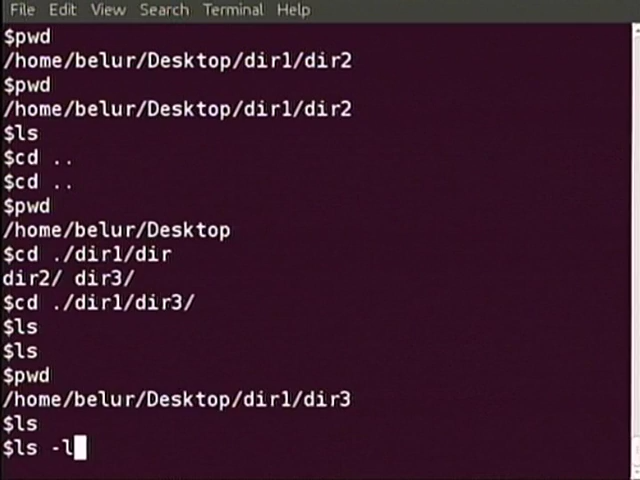 File Edit View Search Terminal Help
$pwd
/home/belur/Desktop/dir1/dir2
$pwd
/home/belur/Desktop/dir1/dir2
$ls
$cd ..
$cd ..
$pwd
/home/belur/Desktop
$cd ./dir1/dir
dir2/ dir3/
$cd ./dir1/dir3/
$ls
$ls
$pwd
/home/belur/Desktop/dir1/dir3
$ls
$ls -l